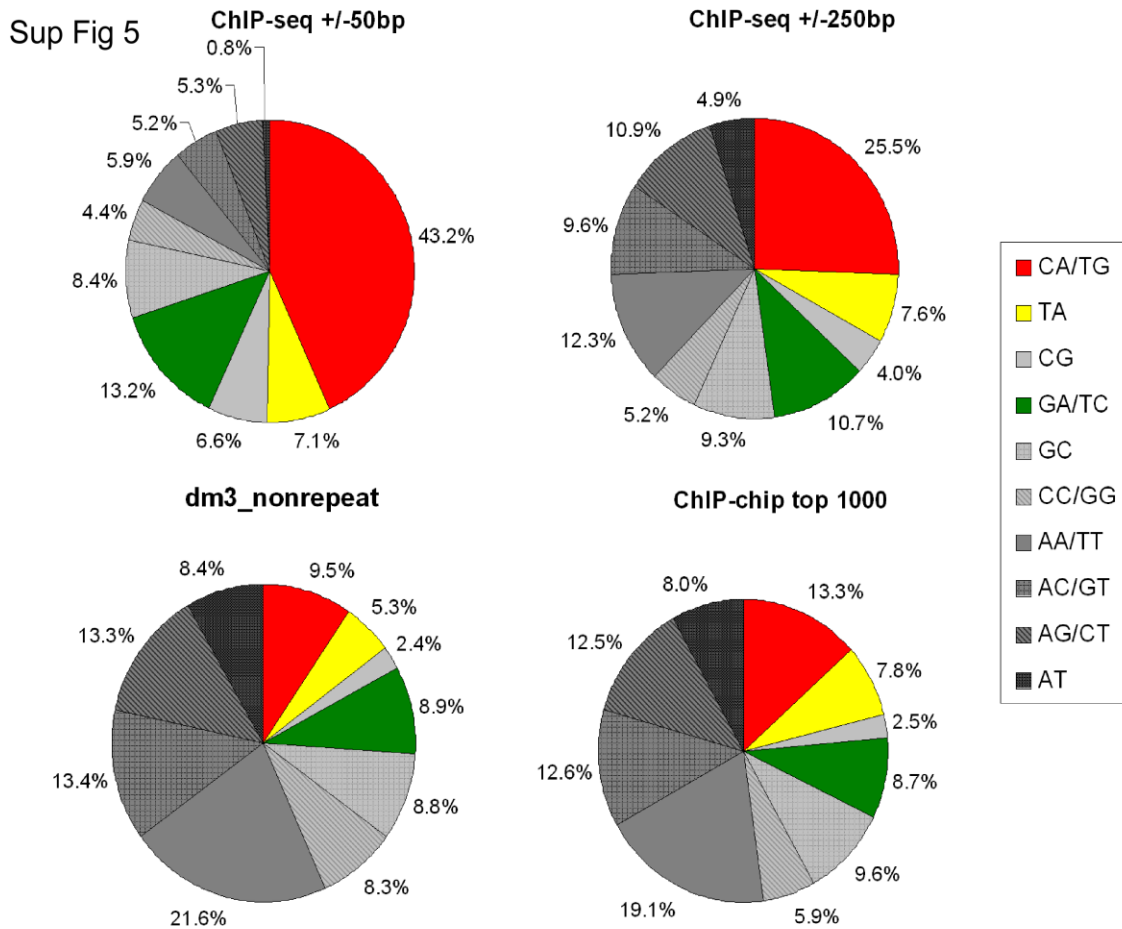 Sup Fig 5
ChIP-seq +/-50bp
0.8%
5.3%
5.2%
5.9%
4.4%
8.4%
13.2%
6.6%
7.1%
43.2%
ChIP-seq +/-250bp
4.9%
10.9%
9.6%
12.3%
5.2%
9.3%
10.7%
4.0%
7.6%
25.5%
dm3_nonrepeat
8.4%
9.5%
5.3%
2.4%
8.9%
8.8%
8.3%
21.6%
13.4%
13.3%
ChIP-chip top 1000
8.0%
13.3%
7.8%
2.5%
8.7%
9.6%
5.9%
19.1%
12.6%
12.5%
CA/TG
TA
CG
GA/TC
GC
CC/GG
AA/TT
AC/GT
AG/CT
AT